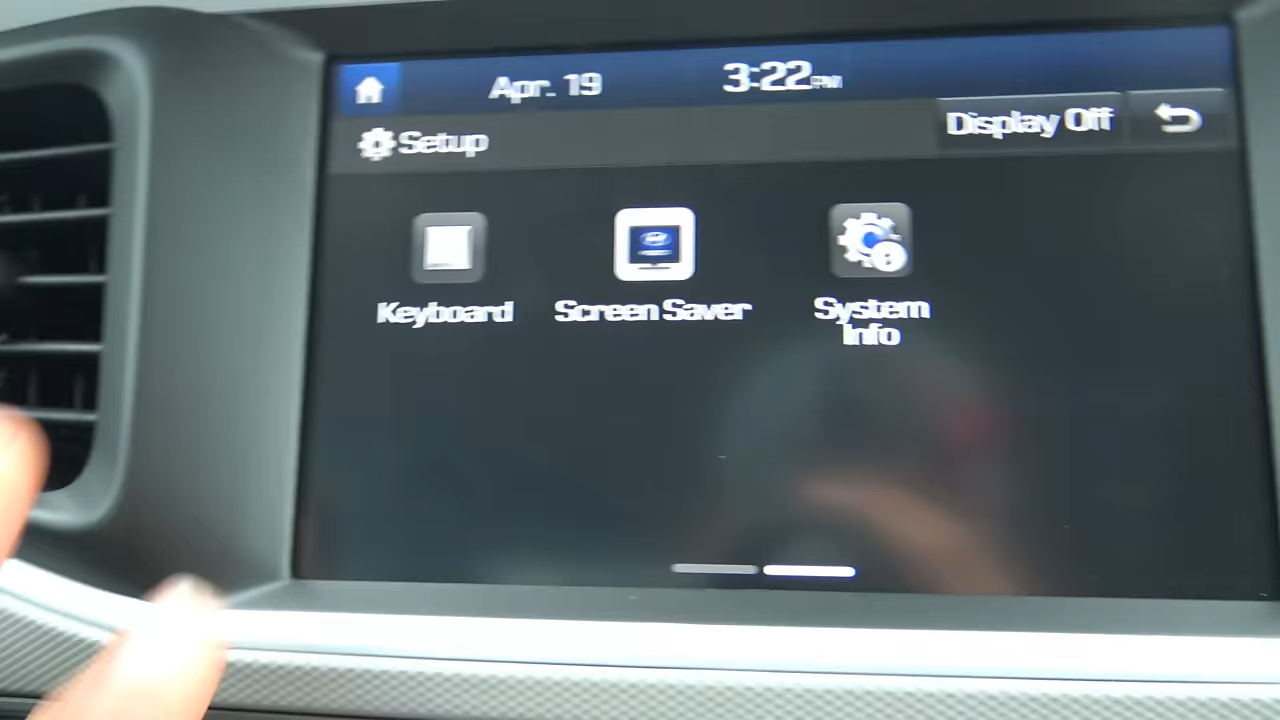 Apr. 19
3:22PM
Setup
Display Off
Keyboard
Screen Saver
System
Info